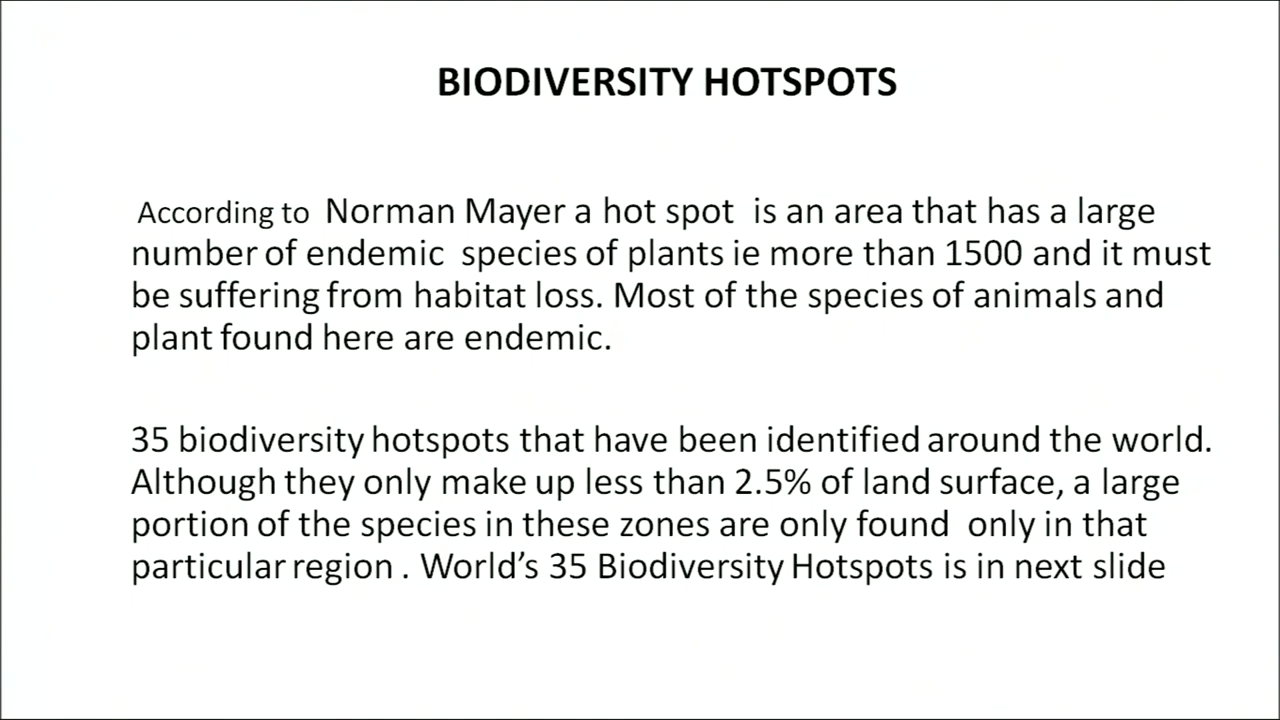 BIODIVERSITY HOTSPOTS
According to Norman Mayer a hot spot is an area that has a large
number of endemic species of plants ie more than 1500 and it must
be suffering from habitat loss. Most of the species of animals and
plant found here are endemic.
35 biodiversity hotspots that have been identified around the world.
Although they only make up less than 2.5% of land surface, a large
portion of the species in these zones are only found only in that
particular region . World’s 35 Biodiversity Hotspots is in next slide